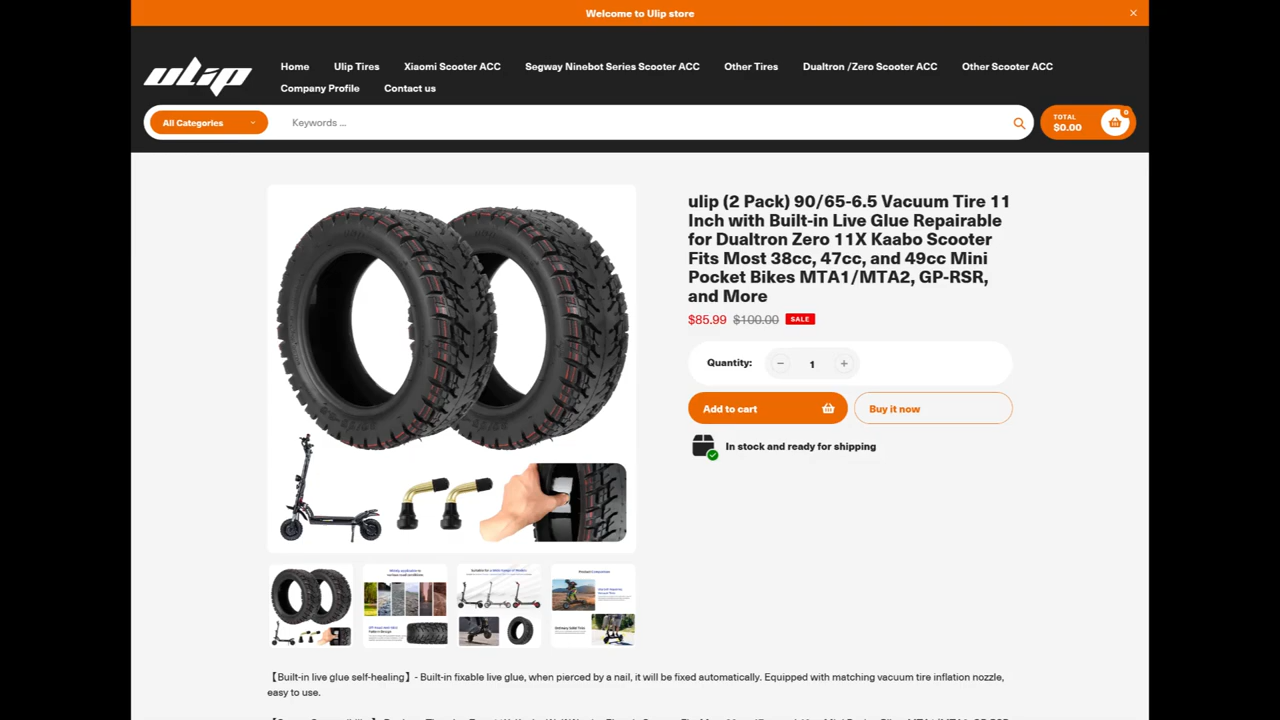 Welcome to Ulip store
×
ulip
Home
Ulip Tires
Xiaomi Scooter ACC
Segway Ninebot Series Scooter ACC
Other Tires
Dualtron /Zero Scooter ACC
Other Scooter ACC
Company Profile
Contact us
All Categories
Keywords ...
TOTAL
$0.00
0
ulip (2 Pack) 90/65-6.5 Vacuum Tire 11
Inch with Built-in Live Glue Repairable
for Dualtron Zero 11X Kaabo Scooter
Fits Most 38cc, 47cc, and 49cc Mini
Pocket Bikes MTA1/MTA2, GP-RSR,
and More
$85.99 $100.00 SALE
Quantity:
− 1 +
Add to cart
Buy it now
In stock and ready for shipping
【Built-in live glue self-healing】- Built-in fixable live glue, when pierced by a nail, it will be fixed automatically. Equipped with matching vacuum tire inflation nozzle,
easy to use.